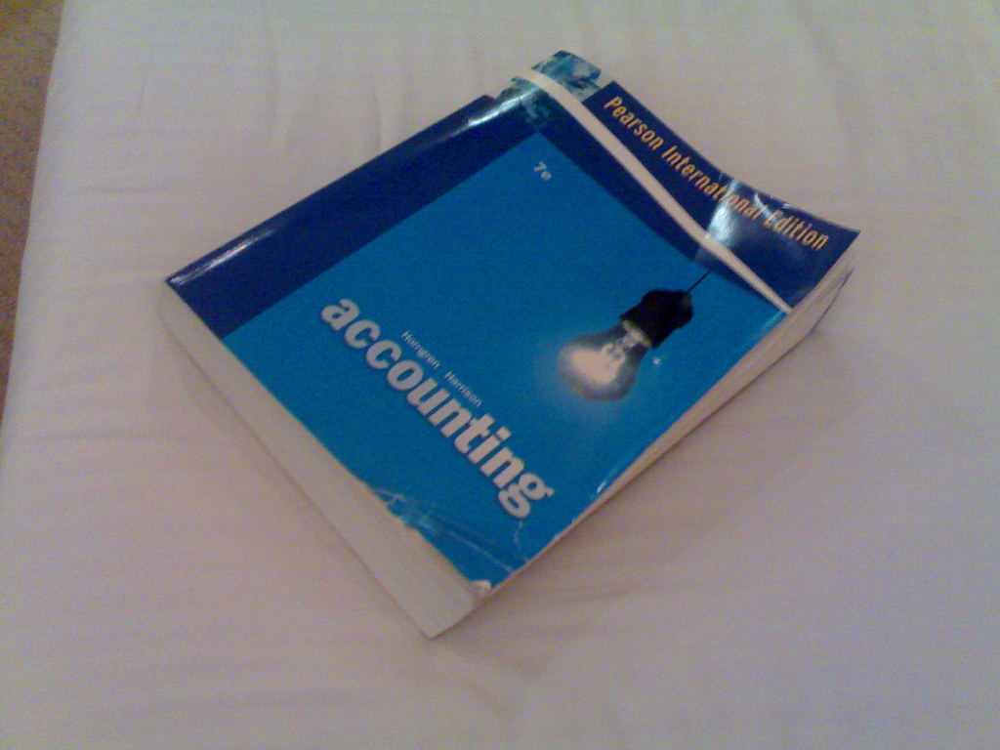 Pearson International Edition
7e
Horngren Harrison
accounting